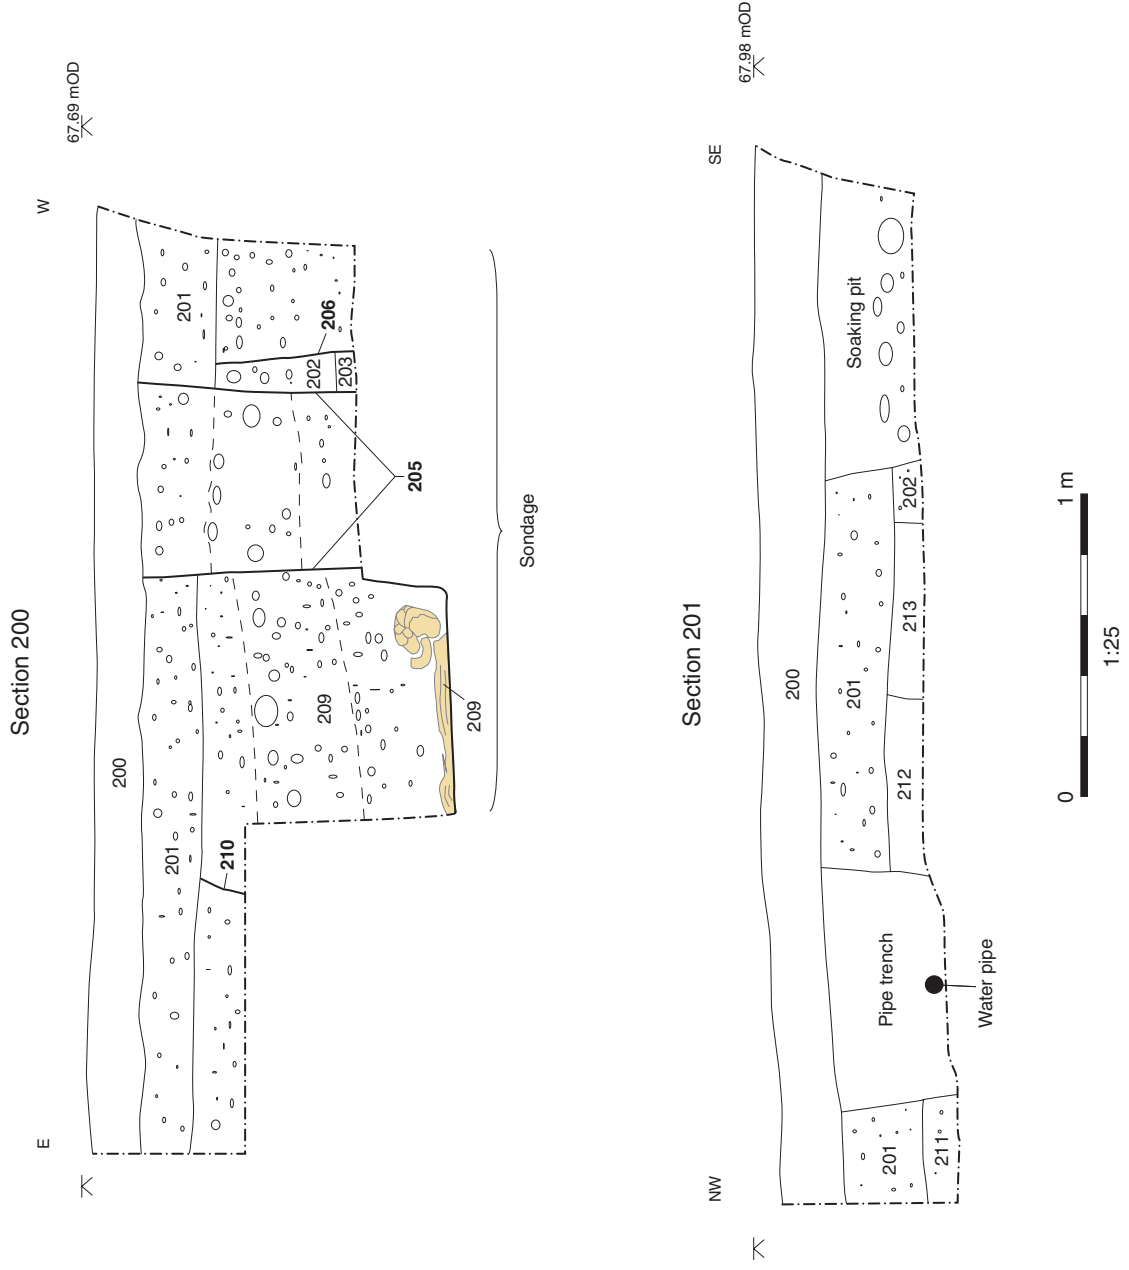 Section 200
E
W
67.69 mOD
200
201
201
210
209
209
205
202
203
206
Sondage
Section 201
NW
SE
67.98 mOD
200
201
211
Pipe trench
Water pipe
201
212
213
202
Soaking pit
0
1 m
1:25